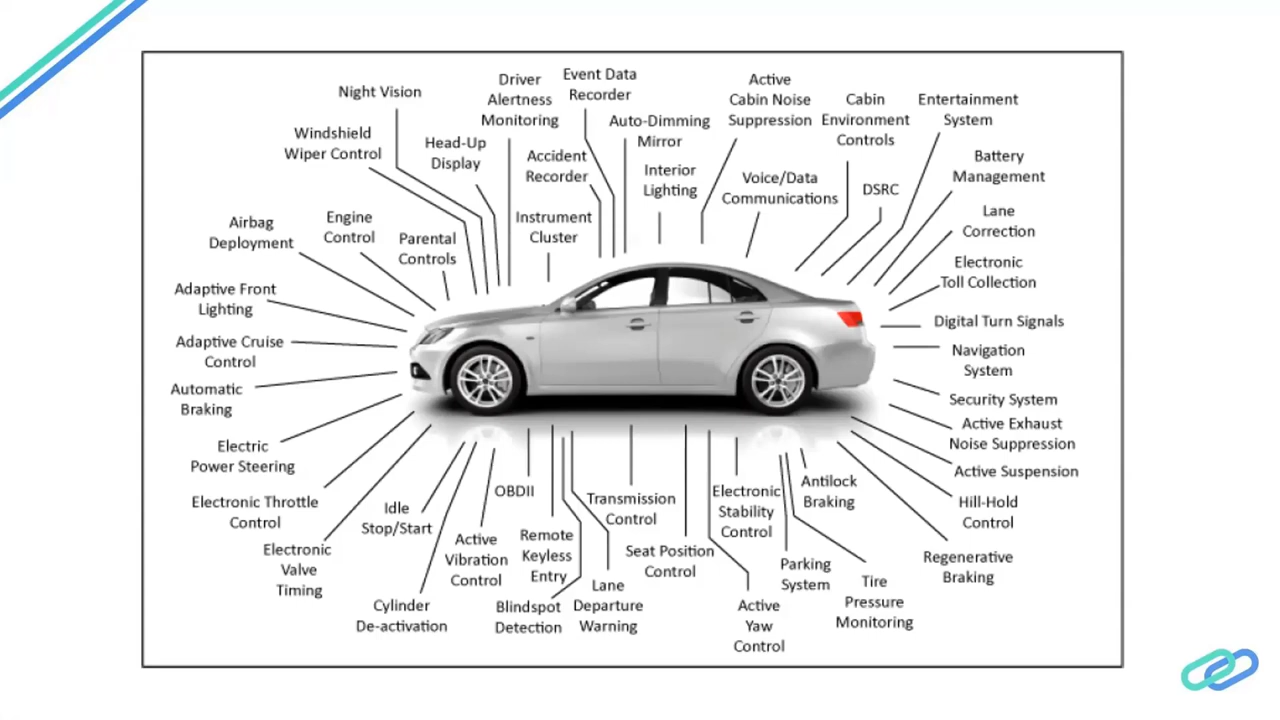 Night Vision
Driver
Alertness
Monitoring
Event Data
Recorder
Active
Cabin Noise
Suppression
Cabin
Environment
Controls
Entertainment
System
Windshield
Wiper Control
Head-Up
Display
Accident
Recorder
Auto-Dimming
Mirror
Interior
Lighting
Voice/Data
Communications
DSRC
Battery
Management
Airbag
Deployment
Engine
Control
Parental
Controls
Instrument
Cluster
Lane
Correction
Electronic
Toll Collection
Adaptive Front
Lighting
Digital Turn Signals
Adaptive Cruise
Control
Navigation
System
Automatic
Braking
Security System
Electric
Power Steering
Active Exhaust
Noise Suppression
Active Suspension
Electronic Throttle
Control
Idle
Stop/Start
OBDII
Transmission
Control
Electronic
Stability
Control
Antilock
Braking
Hill-Hold
Control
Electronic
Valve
Timing
Active
Vibration
Control
Remote
Keyless
Entry
Seat Position
Control
Parking
System
Regenerative
Braking
Cylinder
De-activation
Blindspot
Detection
Lane
Departure
Warning
Active
Yaw
Control
Tire
Pressure
Monitoring